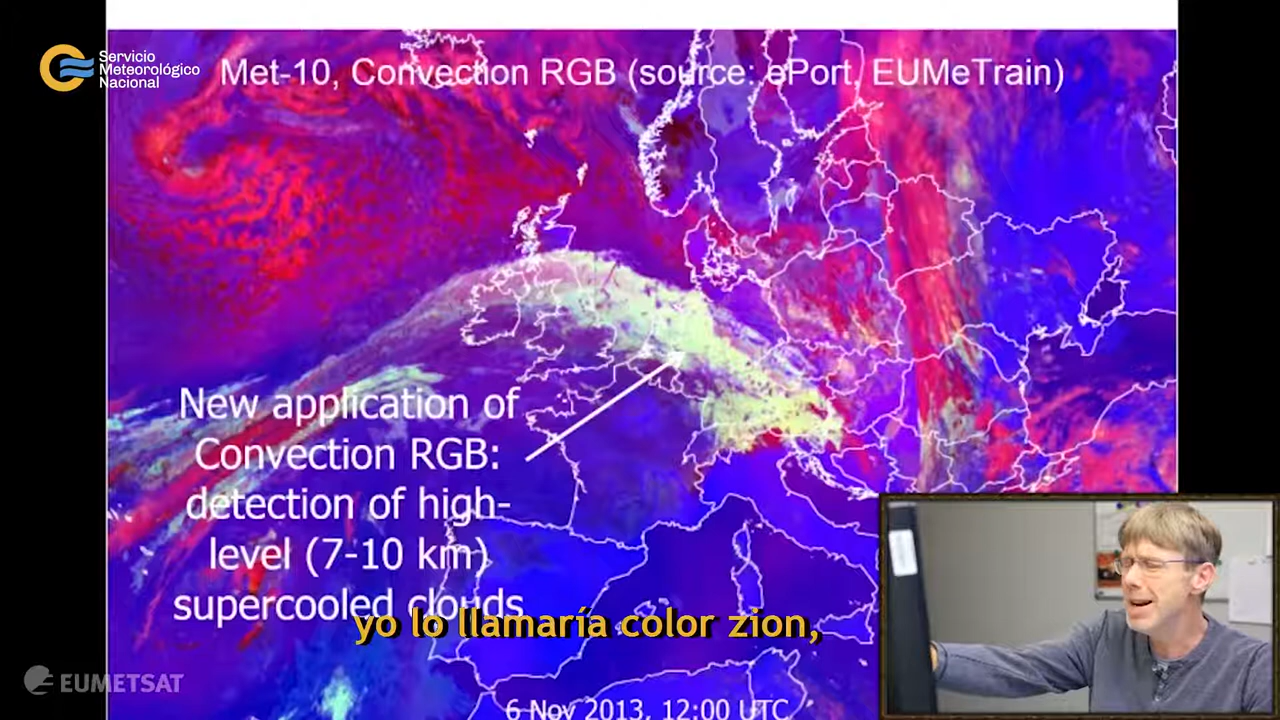 Servicio
Meteorológico
Nacional
Met-10, Convection RGB (source: ePort, EUMeTrain)
New application of
Convection RGB:
detection of high-
level (7-10 km)
supercooled clouds
yo lo llamaría color zion,
EUMETSAT
6 Nov 2013, 12:00 UTC